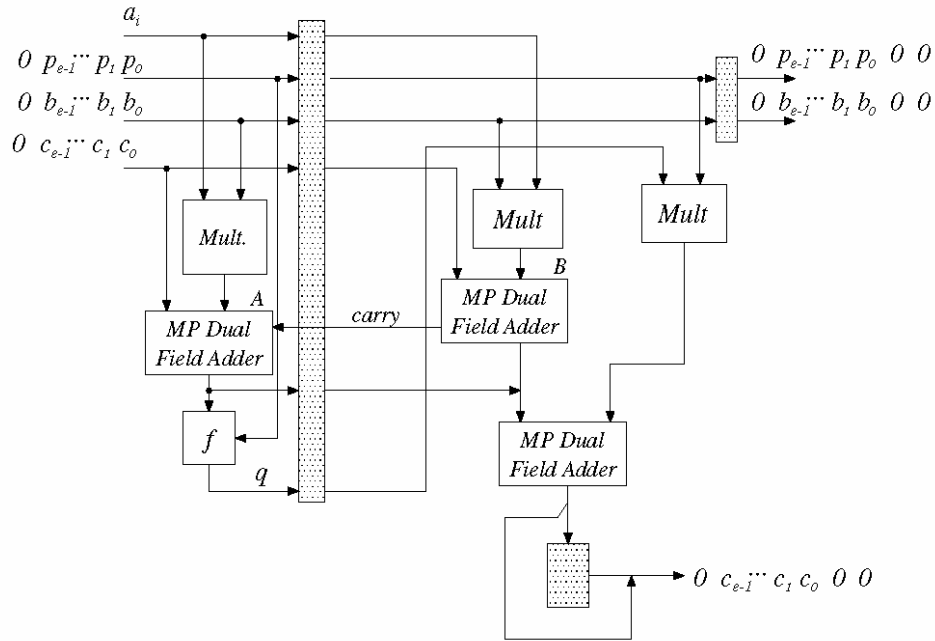 a_i
0 p_{e-1} ... p_1 p_0
0 b_{e-1} ... b_1 b_0
0 c_{e-1} ... c_1 c_0
0 p_{e-1} ... p_1 p_0 0 0
0 b_{e-1} ... b_1 b_0 0 0
Mult.
Mult
Mult
A
B
MP Dual
Field Adder
carry
MP Dual
Field Adder
f
q
MP Dual
Field Adder
0 c_{e-1} ... c_1 c_0 0 0